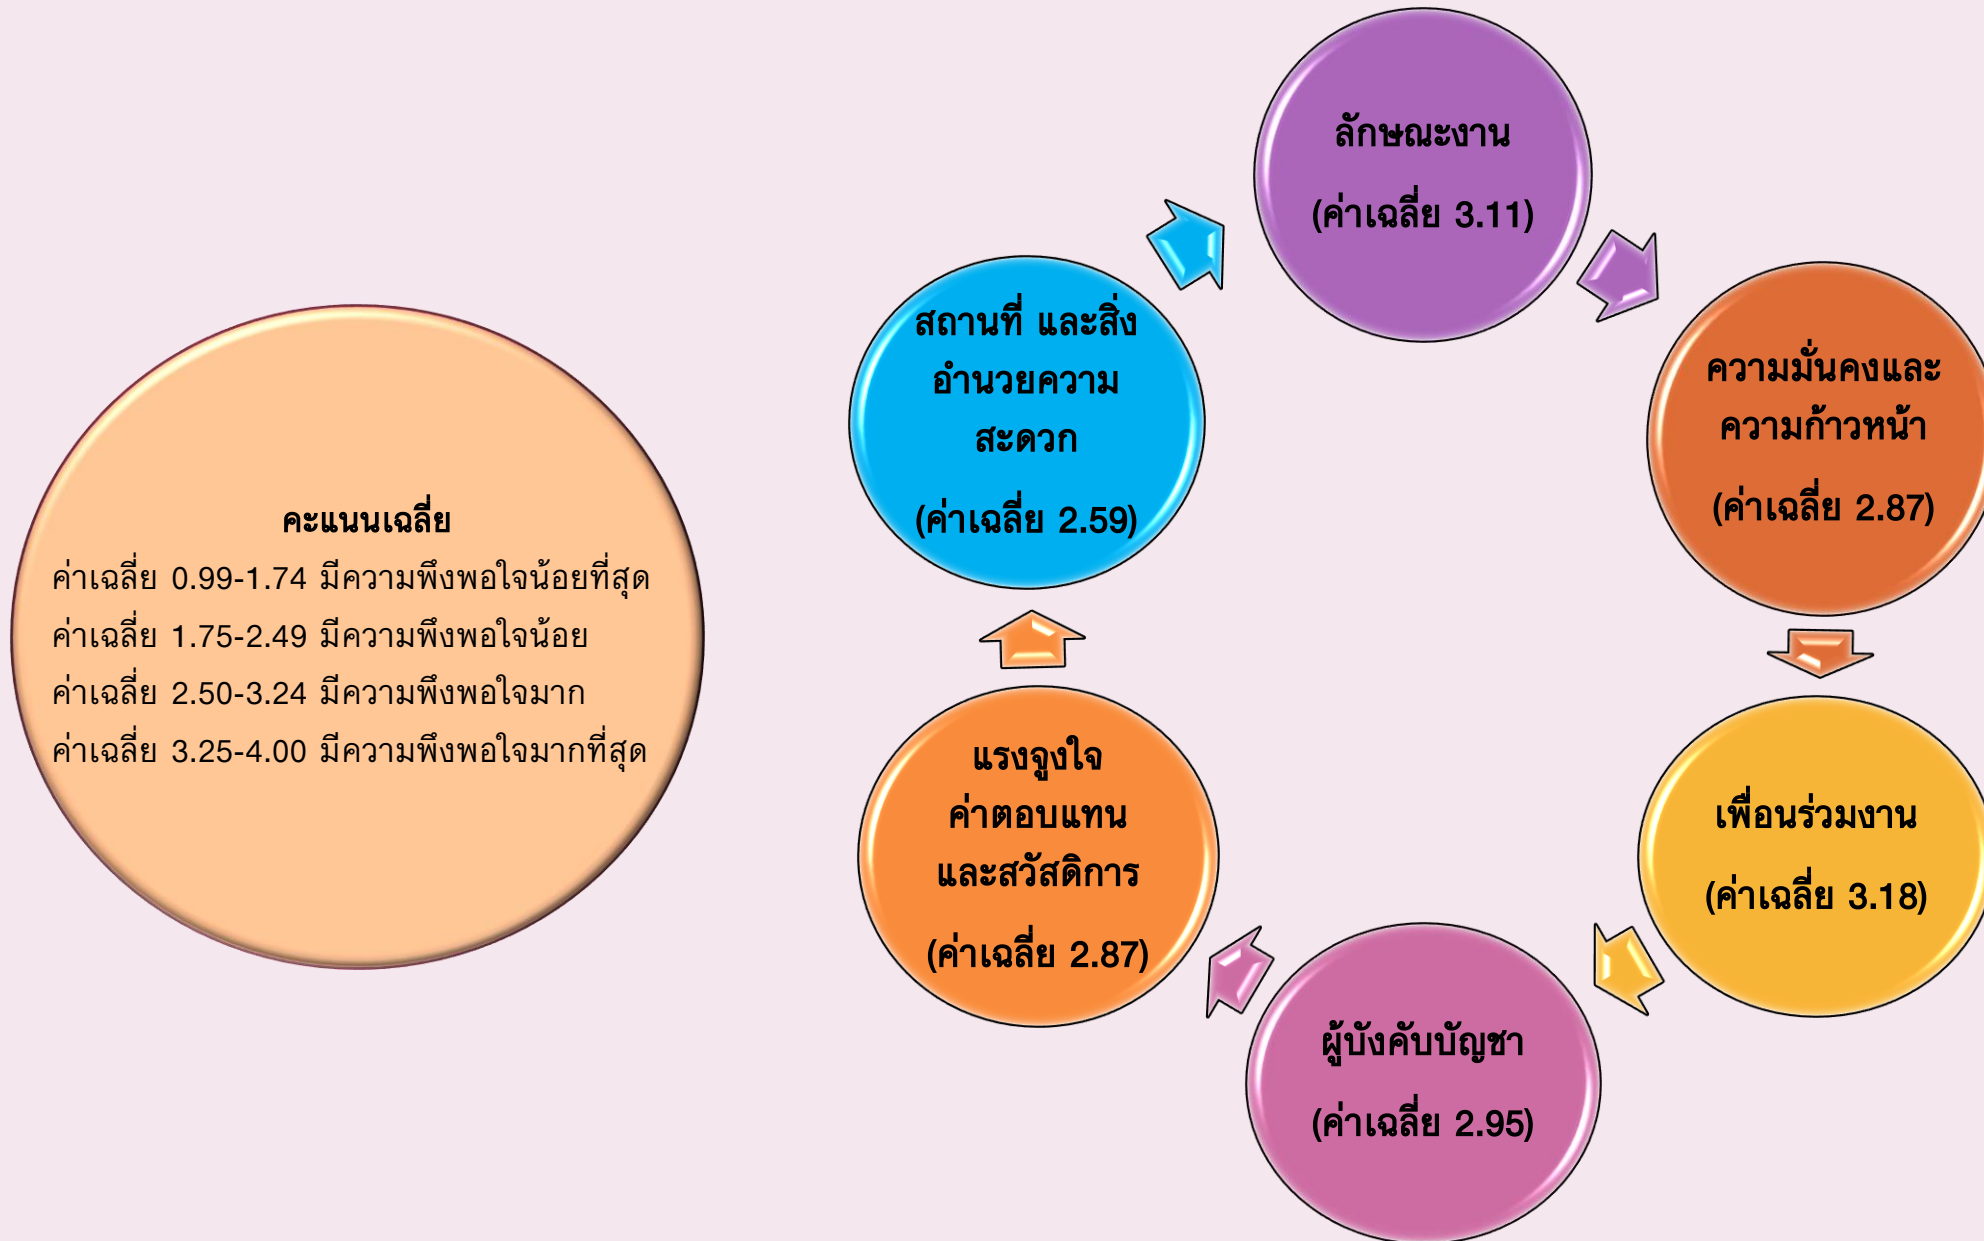 คะแนนเฉลี่ย
ค่าเฉลี่ย 0.99-1.74 มีความพึงพอใจน้อยที่สุด
ค่าเฉลี่ย 1.75-2.49 มีความพึงพอใจน้อย
ค่าเฉลี่ย 2.50-3.24 มีความพึงพอใจมาก
ค่าเฉลี่ย 3.25-4.00 มีความพึงพอใจมากที่สุด
ลักษณะงาน
(ค่าเฉลี่ย 3.11)
ความมั่นคงและ
ความก้าวหน้า
(ค่าเฉลี่ย 2.87)
เพื่อนร่วมงาน
(ค่าเฉลี่ย 3.18)
ผู้บังคับบัญชา
(ค่าเฉลี่ย 2.95)
แรงจูงใจ
ค่าตอบแทน
และสวัสดิการ
(ค่าเฉลี่ย 2.87)
สถานที่ และสิ่ง
อำนวยความ
สะดวก
(ค่าเฉลี่ย 2.59)